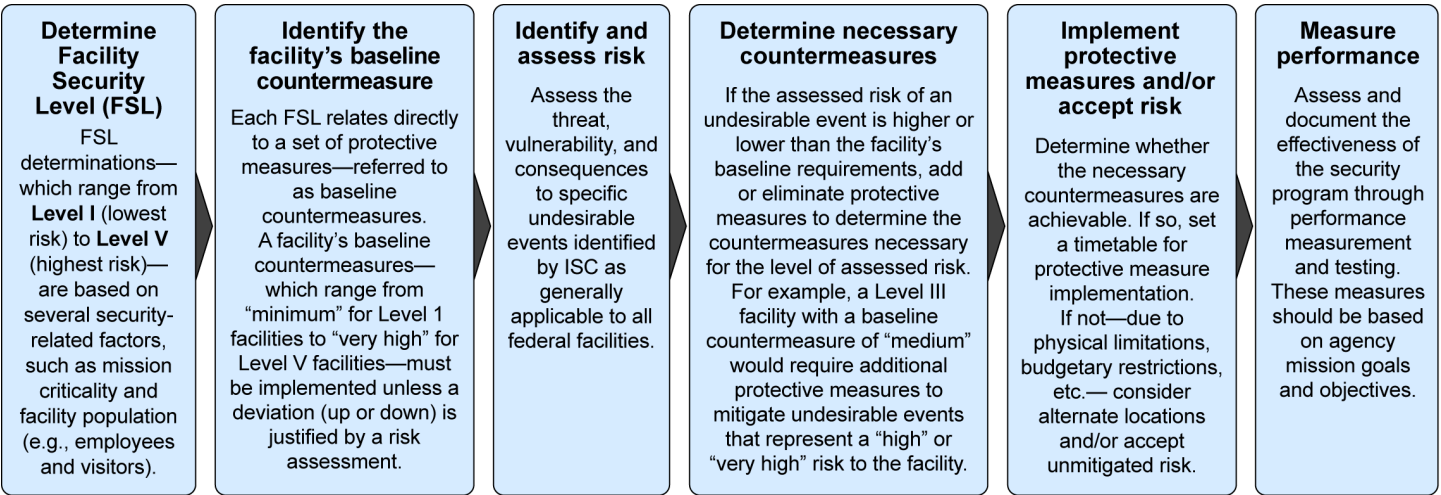 Determine
Facility
Security
Level (FSL)
FSL
determinations—
which range from
Level I (lowest
risk) to Level V
(highest risk)—
are based on
several security-
related factors,
such as mission
criticality and
facility population
(e.g., employees
and visitors).
Identify the
facility’s baseline
countermeasure
Each FSL relates directly
to a set of protective
measures—referred to
as baseline
countermeasures.
A facility’s baseline
countermeasures—
which range from
“minimum” for Level 1
facilities to “very high” for
Level V facilities—must
be implemented unless a
deviation (up or down) is
justified by a risk
assessment.
Identify and
assess risk
Assess the
threat,
vulnerability, and
consequences
to specific
undesirable
events identified
by ISC as
generally
applicable to all
federal facilities.
Determine necessary
countermeasures
If the assessed risk of an
undesirable event is higher or
lower than the facility’s
baseline requirements, add
or eliminate protective
measures to determine the
countermeasures necessary
for the level of assessed risk.
For example, a Level III
facility with a baseline
countermeasure of “medium”
would require additional
protective measures to
mitigate undesirable events
that represent a “high” or
“very high” risk to the facility.
Implement
protective
measures and/or
accept risk
Determine whether
the necessary
countermeasures are
achievable. If so, set
a timetable for
protective measure
implementation.
If not—due to
physical limitations,
budgetary restrictions,
etc.— consider
alternate locations
and/or accept
unmitigated risk.
Measure
performance
Assess and
document the
effectiveness of
the security
program through
performance
measurement
and testing.
These measures
should be based
on agency
mission goals
and objectives.